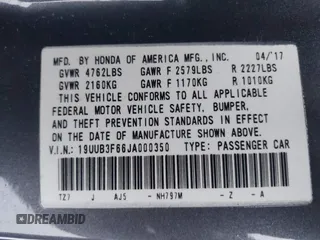 MFD. BY HONDA OF AMERICA MFG., INC. 04/17
GVWR 4762LBS GAWR F 2579LBS R 2227LBS
GVWR 2160KG GAWR F 1170KG R 1010KG
THIS VEHICLE CONFORMS TO ALL APPLICABLE
FEDERAL MOTOR VEHICLE SAFETY, BUMPER,
AND THEFT PREVENTION STANDARDS IN EFFECT
ON THE DATE OF MANUFACTURE SHOWN ABOVE.
V.I.N.: 19UUB3F66JA000350 TYPE: PASSENGER CAR
TZ7 J AJ5 - NH797M - Z - A
DREAMBID